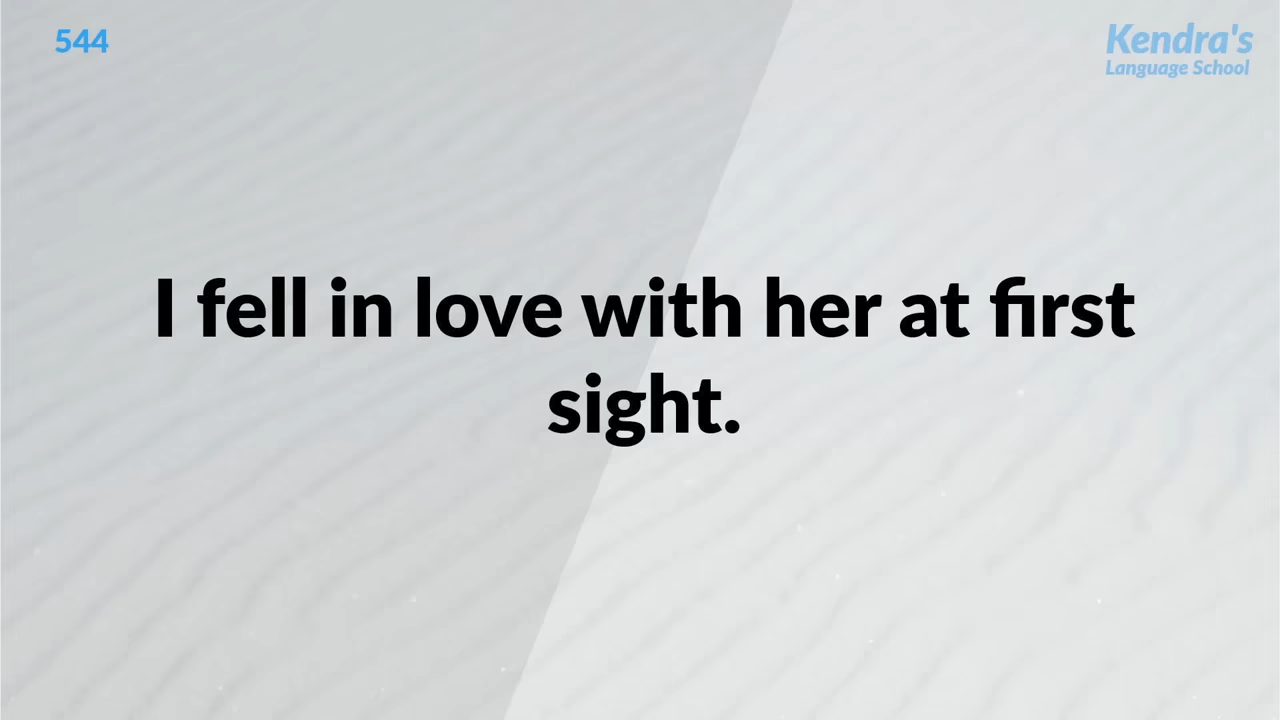 544
Kendra's
Language School
I fell in love with her at first
sight.